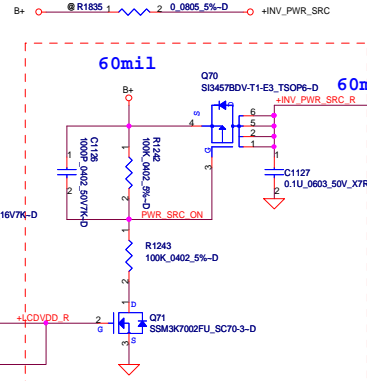 B+ @ R1835 1 2 0_0805_5%~D +INV_PWR_SRC
60mil
Q70
SI3457BDV-T1-E3_TSOP6~D
60m
B+
+INV_PWR_SRC_R
S
4
6
5
2
1
G
3
1
C1126
1000P_0402_50V7K~D
2
1
R1242
100K_0402_5%~D
2
1
C1127
0.1U_0603_50V_X7R
2
16V7K~D
PWR_SRC_ON
1
R1243
100K_0402_5%~D
2
+LCDVDD_R
1
D
2
G
Q71
SSM3K7002FU_SC70-3~D
3
S